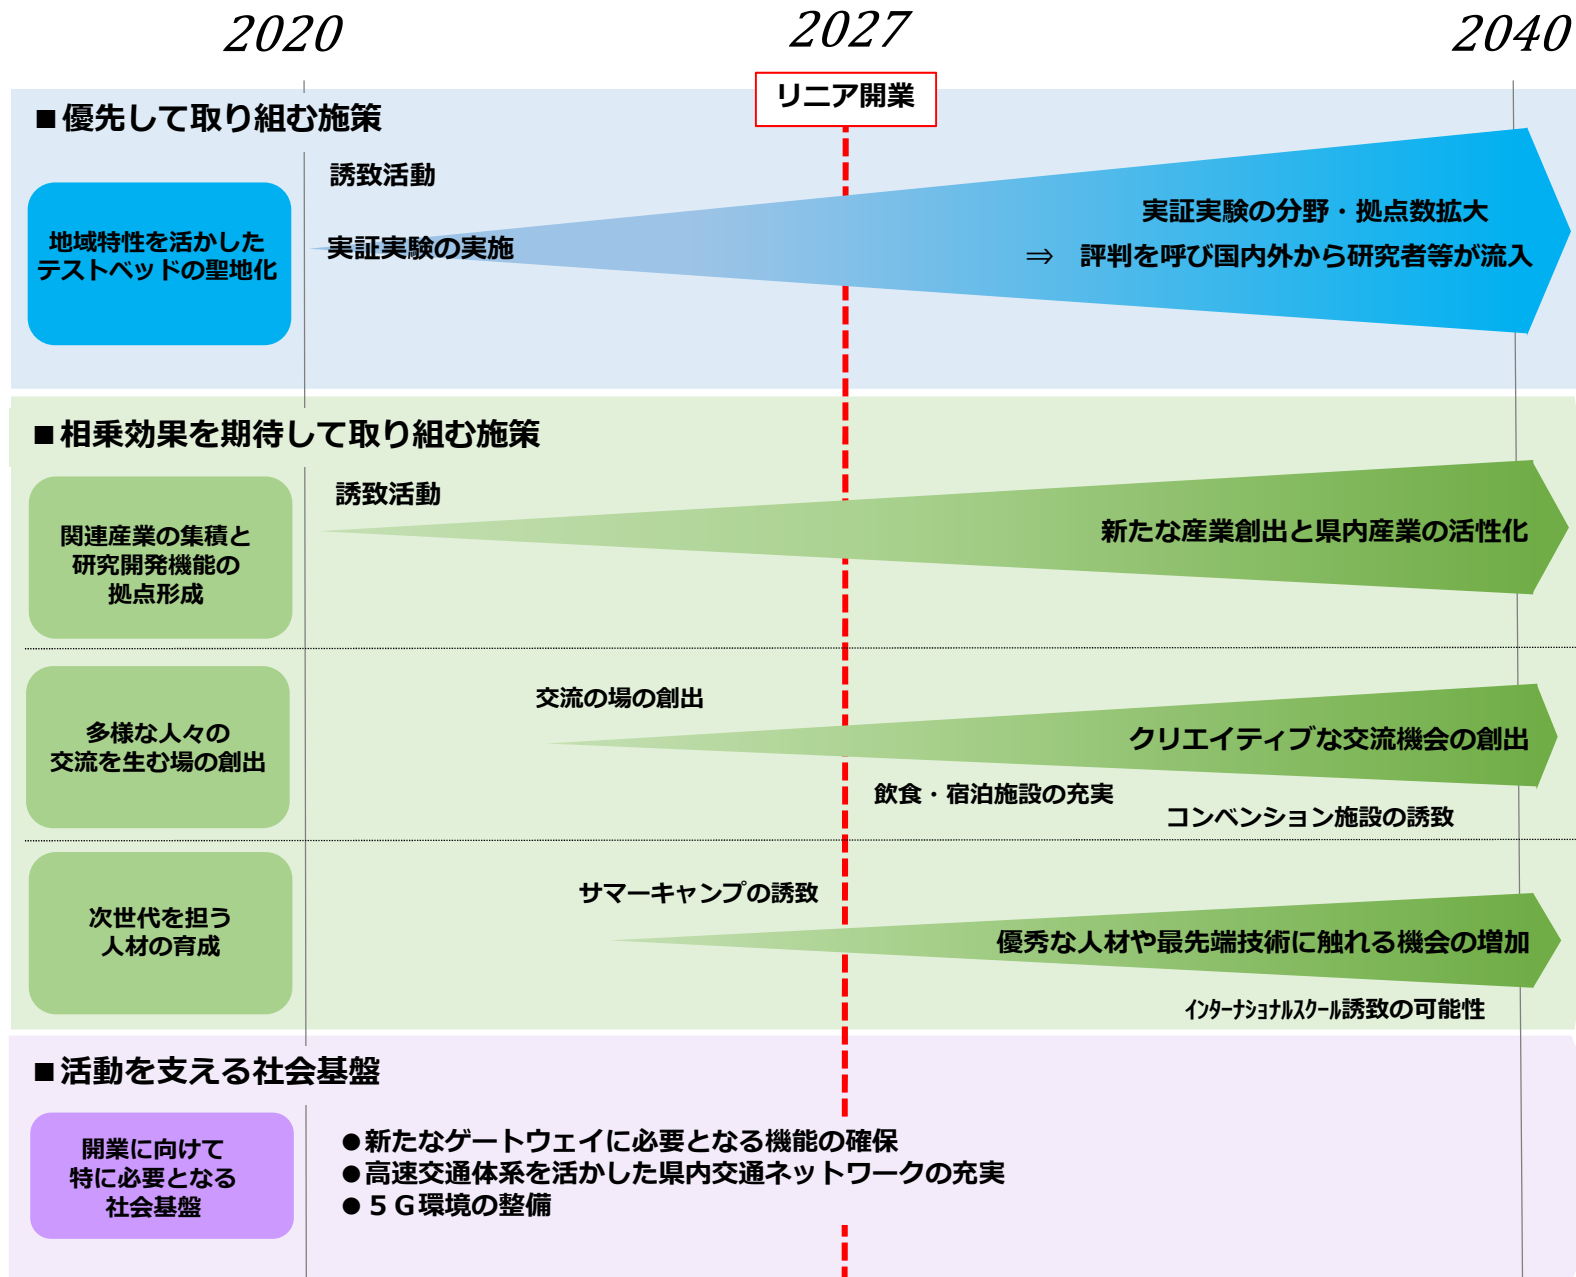 2020
2027
2040
リニア開業
■優先して取り組む施策
誘致活動
地域特性を活かした
テストベッドの聖地化
実証実験の実施
実証実験の分野・拠点数拡大
⇒ 評判を呼び国内外から研究者等が流入
■相乗効果を期待して取り組む施策
誘致活動
関連産業の集積と
研究開発機能の
拠点形成
新たな産業創出と県内産業の活性化
交流の場の創出
多様な人々の
交流を生む場の創出
クリエイティブな交流機会の創出
飲食・宿泊施設の充実
コンベンション施設の誘致
サマーキャンプの誘致
次世代を担う
人材の育成
優秀な人材や最先端技術に触れる機会の増加
ｲﾝﾀｰﾅｼｮﾅﾙｽｸｰﾙ誘致の可能性
■活動を支える社会基盤
開業に向けて
特に必要となる
社会基盤
●新たなゲートウェイに必要となる機能の確保
●高速交通体系を活かした県内交通ネットワークの充実
●５Ｇ環境の整備